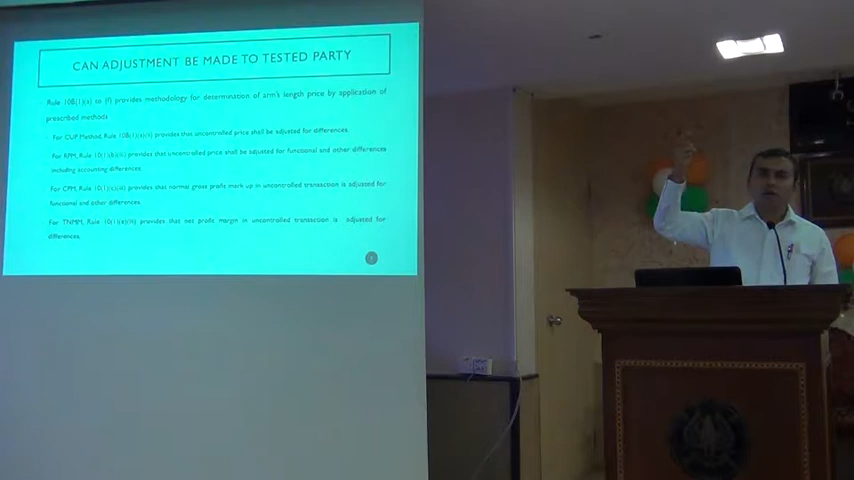 CAN ADJUSTMENT BE MADE TO TESTED PARTY
Rule 10B(1)(a) to (f) provides methodology for determination of arm's length price by application of
prescribed methods
For CUP Method, Rule 10B(1)(a)(ii) provides that uncontrolled price shall be adjusted for differences.
For RPM, Rule 10(1)(b)(iii) provides that uncontrolled price shall be adjusted for functional and other differences
including accounting differences.
For CPM, Rule 10(1)(c)(iii) provides that normal gross profit mark up in uncontrolled transaction is adjusted for
functional and other differences.
For TNMM, Rule 10(1)(e)(iii) provides that net profit margin in uncontrolled transaction is adjusted for
differences.